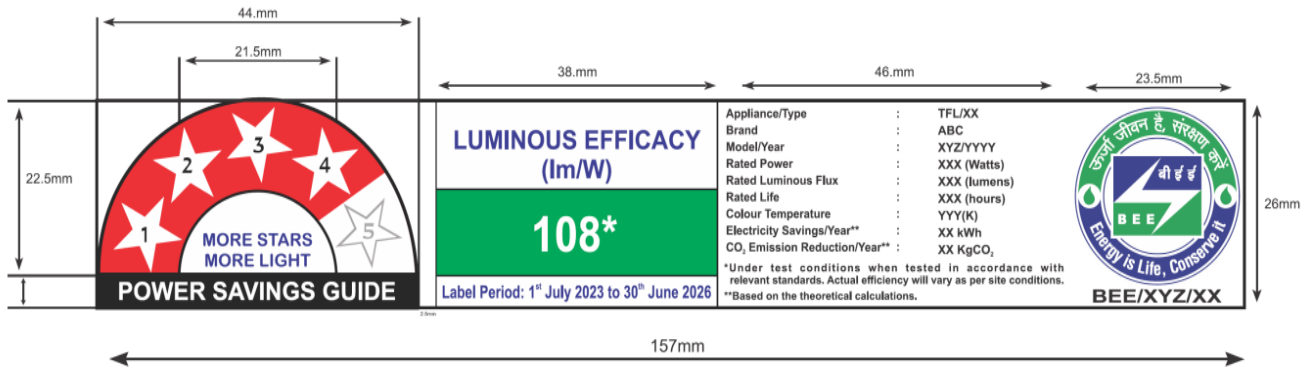 44.mm
21.5mm
38.mm
46.mm
23.5mm
22.5mm
26mm
1
2
3
4
5
MORE STARS
MORE LIGHT
POWER SAVINGS GUIDE
2.5mm
LUMINOUS EFFICACY
(lm/W)
108*
Label Period: 1st July 2023 to 30th June 2026
Appliance/Type : TFL/XX
Brand : ABC
Model/Year : XYZ/YYYY
Rated Power : XXX (Watts)
Rated Luminous Flux : XXX (lumens)
Rated Life : XXX (hours)
Colour Temperature : YYY(K)
Electricity Savings/Year** : XX kWh
CO₂ Emission Reduction/Year** : XX KgCO₂
*Under test conditions when tested in accordance with
relevant standards. Actual efficiency will vary as per site conditions.
**Based on the theoretical calculations.
ऊर्जा जीवन है, संरक्षण करें
बी ई ई
BEE
Energy is Life, Conserve it
BEE/XYZ/XX
157mm